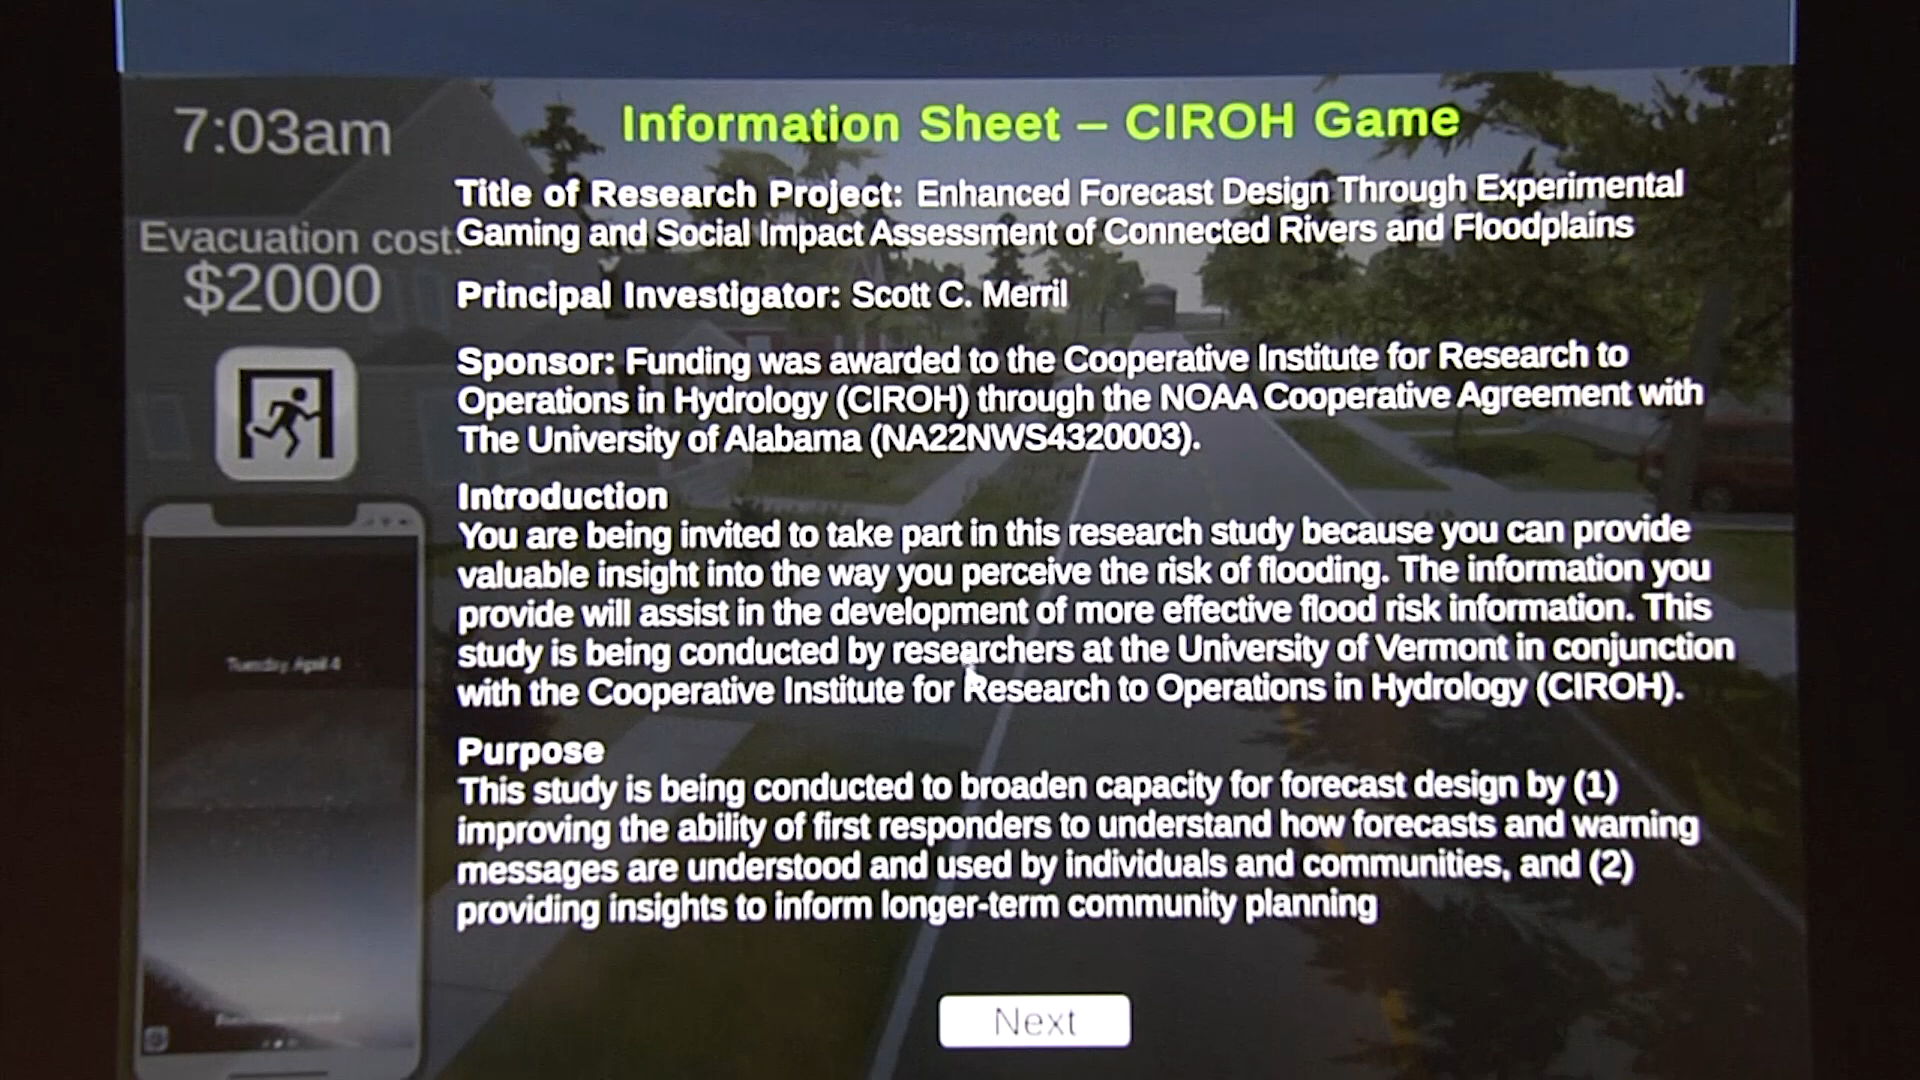 7:03am
Evacuation cost:
$2000
Tuesday, April 4
Information Sheet – CIROH Game
Title of Research Project: Enhanced Forecast Design Through Experimental
Gaming and Social Impact Assessment of Connected Rivers and Floodplains
Principal Investigator: Scott C. Merril
Sponsor: Funding was awarded to the Cooperative Institute for Research to
Operations in Hydrology (CIROH) through the NOAA Cooperative Agreement with
The University of Alabama (NA22NWS4320003).
Introduction
You are being invited to take part in this research study because you can provide
valuable insight into the way you perceive the risk of flooding. The information you
provide will assist in the development of more effective flood risk information. This
study is being conducted by researchers at the University of Vermont in conjunction
with the Cooperative Institute for Research to Operations in Hydrology (CIROH).
Purpose
This study is being conducted to broaden capacity for forecast design by (1)
improving the ability of first responders to understand how forecasts and warning
messages are understood and used by individuals and communities, and (2)
providing insights to inform longer-term community planning
Next